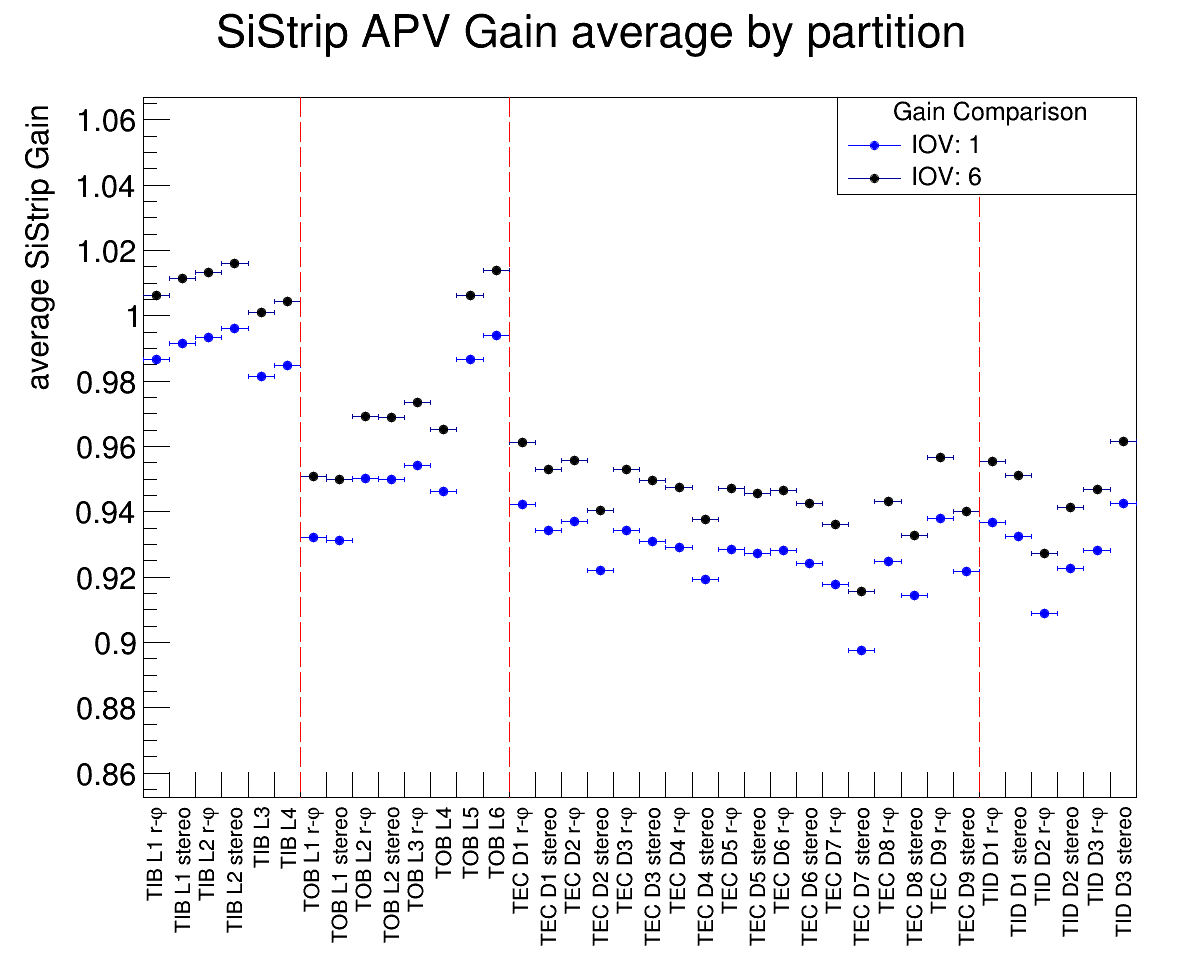 SiStrip APV Gain average by partition
average SiStrip Gain
1.06
1.04
1.02
1
0.98
0.96
0.94
0.92
0.9
0.88
0.86
Gain Comparison
IOV: 1
IOV: 6
TIB L1 r-φ
TIB L1 stereo
TIB L2 r-φ
TIB L2 stereo
TIB L3
TIB L4
TOB L1 r-φ
TOB L1 stereo
TOB L2 r-φ
TOB L2 stereo
TOB L3 r-φ
TOB L4
TOB L5
TOB L6
TEC D1 r-φ
TEC D1 stereo
TEC D2 r-φ
TEC D2 stereo
TEC D3 r-φ
TEC D3 stereo
TEC D4 r-φ
TEC D4 stereo
TEC D5 r-φ
TEC D5 stereo
TEC D6 r-φ
TEC D6 stereo
TEC D7 r-φ
TEC D7 stereo
TEC D8 r-φ
TEC D8 stereo
TEC D9 r-φ
TEC D9 stereo
TID D1 r-φ
TID D1 stereo
TID D2 r-φ
TID D2 stereo
TID D3 r-φ
TID D3 stereo